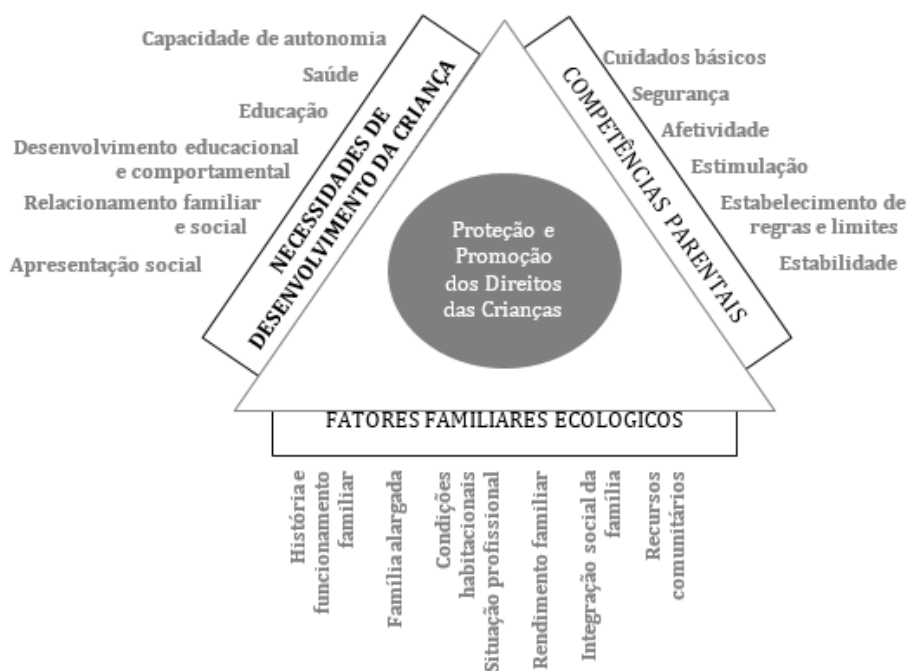 Capacidade de autonomia
Saúde
Educação
Desenvolvimento educacional
e comportamental
Relacionamento familiar
e social
Apresentação social
NECESSIDADES DE
DESENVOLVIMENTO DA CRIANÇA
COMPETÊNCIAS PARENTAIS
Cuidados básicos
Segurança
Afetividade
Estimulação
Estabelecimento de
regras e limites
Estabilidade
Proteção e
Promoção
dos Direitos
das Crianças
FATORES FAMILIARES ECOLOGICOS
História e
funcionamento
familiar
Família alargada
Condições
habitacionais
Situação profissional
Rendimento familiar
Integração social da
família
Recursos
comunitários